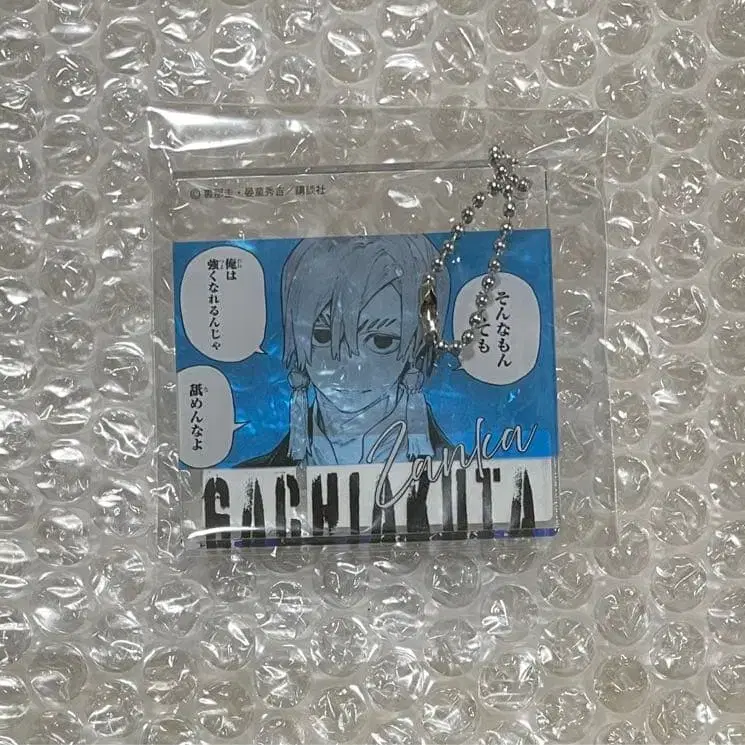 © 裏那圭・晏童秀吉／講談社
そんなもん
ても
俺は
強くなれるんじゃ
舐めんなよ
Zanka
GACHIAKUTA